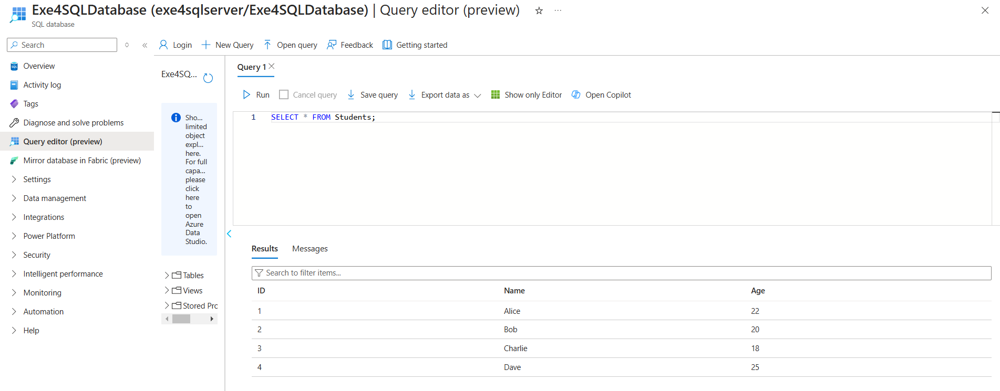 Exe4SQLDatabase (exe4sqlserver/Exe4SQLDatabase) | Query editor (preview)
SQL database
Search
Login
New Query
Open query
Feedback
Getting started
Overview
Activity log
Tags
Diagnose and solve problems
Query editor (preview)
Mirror database in Fabric (preview)
Settings
Data management
Integrations
Power Platform
Security
Intelligent performance
Monitoring
Automation
Help
Exe4SQ...
Sho...
limited
object
expl...
here.
For full
capa...
please
click
here
to
open
Azure
Data
Studio.
Tables
Views
Stored Prc
Query 1
Run
Cancel query
Save query
Export data as
Show only Editor
Open Copilot
1 SELECT * FROM Students;
Results Messages
Search to filter items...
ID Name Age
1 Alice 22
2 Bob 20
3 Charlie 18
4 Dave 25